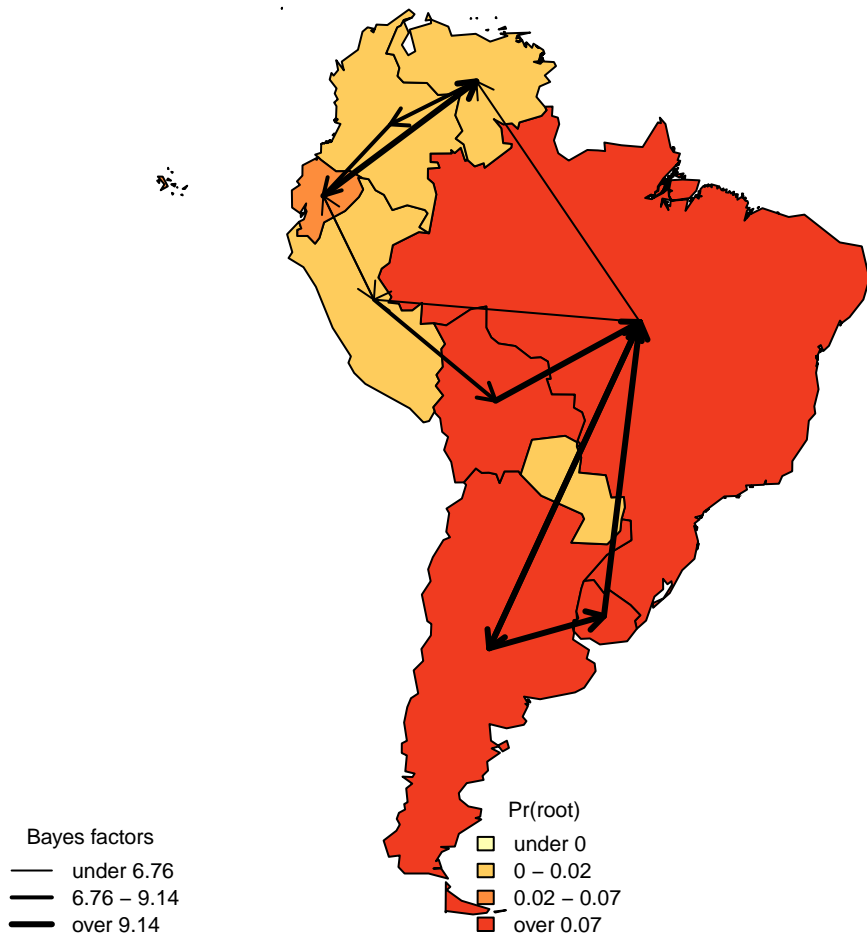 Bayes factors
under 6.76
6.76 – 9.14
over 9.14
Pr(root)
under 0
0 – 0.02
0.02 – 0.07
over 0.07